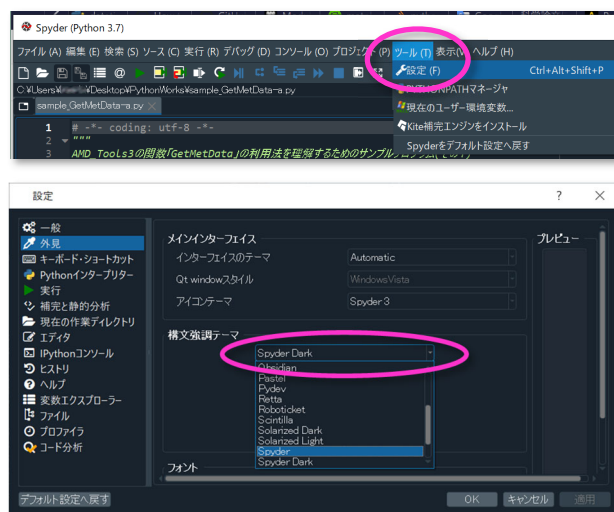 Spyder (Python 3.7)
ファイル (A) 編集 (E) 検索 (S) ソース (C) 実行 (R) デバッグ (D) コンソール (O) プロジェクト (P) ツール (T) 表示(V) ヘルプ (H)
設定 (F) Ctrl+Alt+Shift+P
C:¥Users¥ ¥Desktop¥PythonWorks¥sample_GetMetData-a.py
PYTHONPATHマネージャ
sample_GetMetData-a.py
現在のユーザー環境変数...
1 # -*- coding: utf-8 -*-
Kite補完エンジンをインストール
2 """
3 AMD_Tools3の関数「GetMetData」の利用法を理解するためのサンプルプログラム(その1)
Spyderをデフォルト設定へ戻す
設定
一般
外見
キーボード・ショートカット
Pythonインタープリター
実行
補完と静的分析
現在の作業ディレクトリ
エディタ
IPythonコンソール
ヒストリ
ヘルプ
変数エクスプローラー
ファイル
プロファイラ
コード分析
メインインターフェイス
インターフェイスのテーマ Automatic
Qt windowスタイル WindowsVista
アイコンテーマ Spyder 3
構文強調テーマ
Spyder Dark
Obsidian
Pastel
Pydev
Retta
Roboticket
Scintilla
Solarized Dark
Solarized Light
Spyder
Spyder Dark
フォント
プレビュー
デフォルト設定へ戻す
OK キャンセル 適用